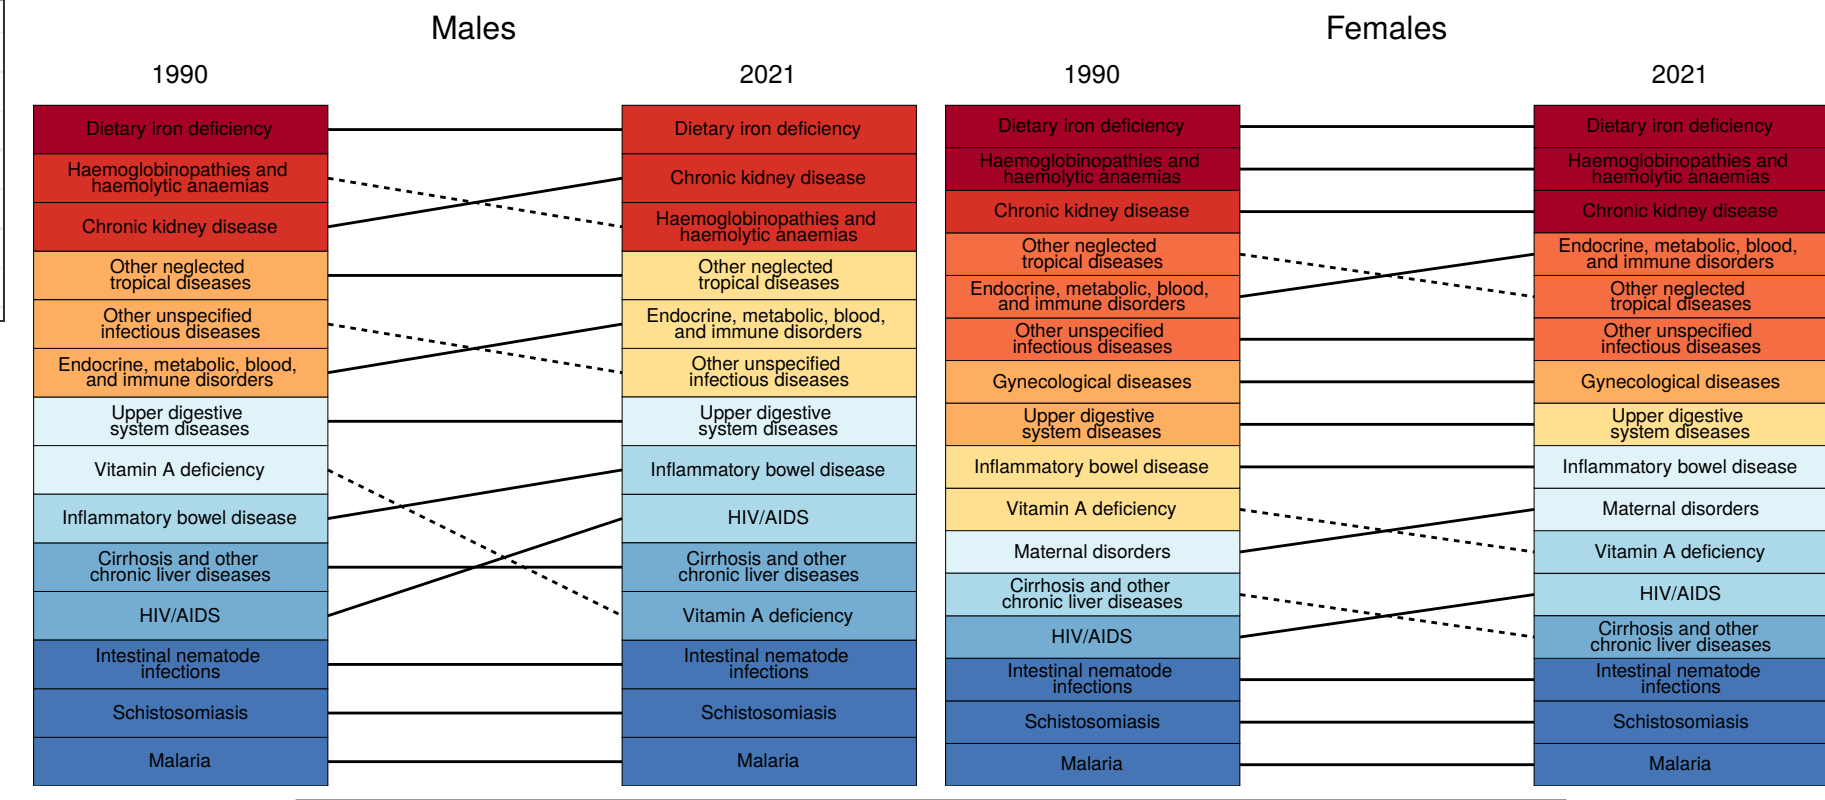 Males
Females
1990
2021
1990
2021
Dietary iron deficiency
Haemoglobinopathies and
haemolytic anaemias
Chronic kidney disease
Other neglected
tropical diseases
Other unspecified
infectious diseases
Endocrine, metabolic, blood,
and immune disorders
Upper digestive
system diseases
Vitamin A deficiency
Inflammatory bowel disease
Cirrhosis and other
chronic liver diseases
HIV/AIDS
Intestinal nematode
infections
Schistosomiasis
Malaria
Dietary iron deficiency
Chronic kidney disease
Haemoglobinopathies and
haemolytic anaemias
Other neglected
tropical diseases
Endocrine, metabolic, blood,
and immune disorders
Other unspecified
infectious diseases
Upper digestive
system diseases
Inflammatory bowel disease
HIV/AIDS
Cirrhosis and other
chronic liver diseases
Vitamin A deficiency
Intestinal nematode
infections
Schistosomiasis
Malaria
Dietary iron deficiency
Haemoglobinopathies and
haemolytic anaemias
Chronic kidney disease
Other neglected
tropical diseases
Endocrine, metabolic, blood,
and immune disorders
Other unspecified
infectious diseases
Gynecological diseases
Upper digestive
system diseases
Inflammatory bowel disease
Vitamin A deficiency
Maternal disorders
Cirrhosis and other
chronic liver diseases
HIV/AIDS
Intestinal nematode
infections
Schistosomiasis
Malaria
Dietary iron deficiency
Haemoglobinopathies and
haemolytic anaemias
Chronic kidney disease
Endocrine, metabolic, blood,
and immune disorders
Other neglected
tropical diseases
Other unspecified
infectious diseases
Gynecological diseases
Upper digestive
system diseases
Inflammatory bowel disease
Maternal disorders
Vitamin A deficiency
HIV/AIDS
Cirrhosis and other
chronic liver diseases
Intestinal nematode
infections
Schistosomiasis
Malaria